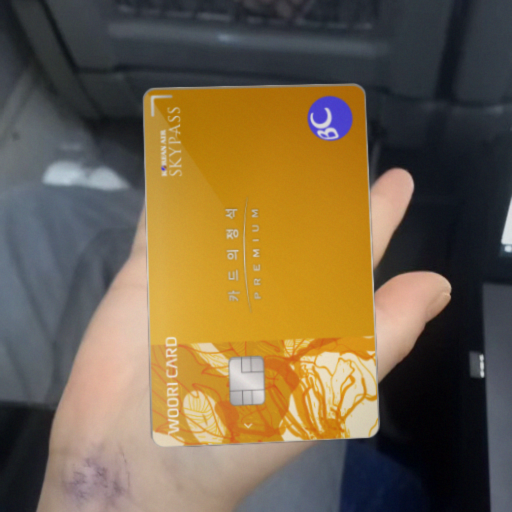 KOREAN AIR
SKYPASS
BC
카드의정석
PREMIUM
WOORI CARD